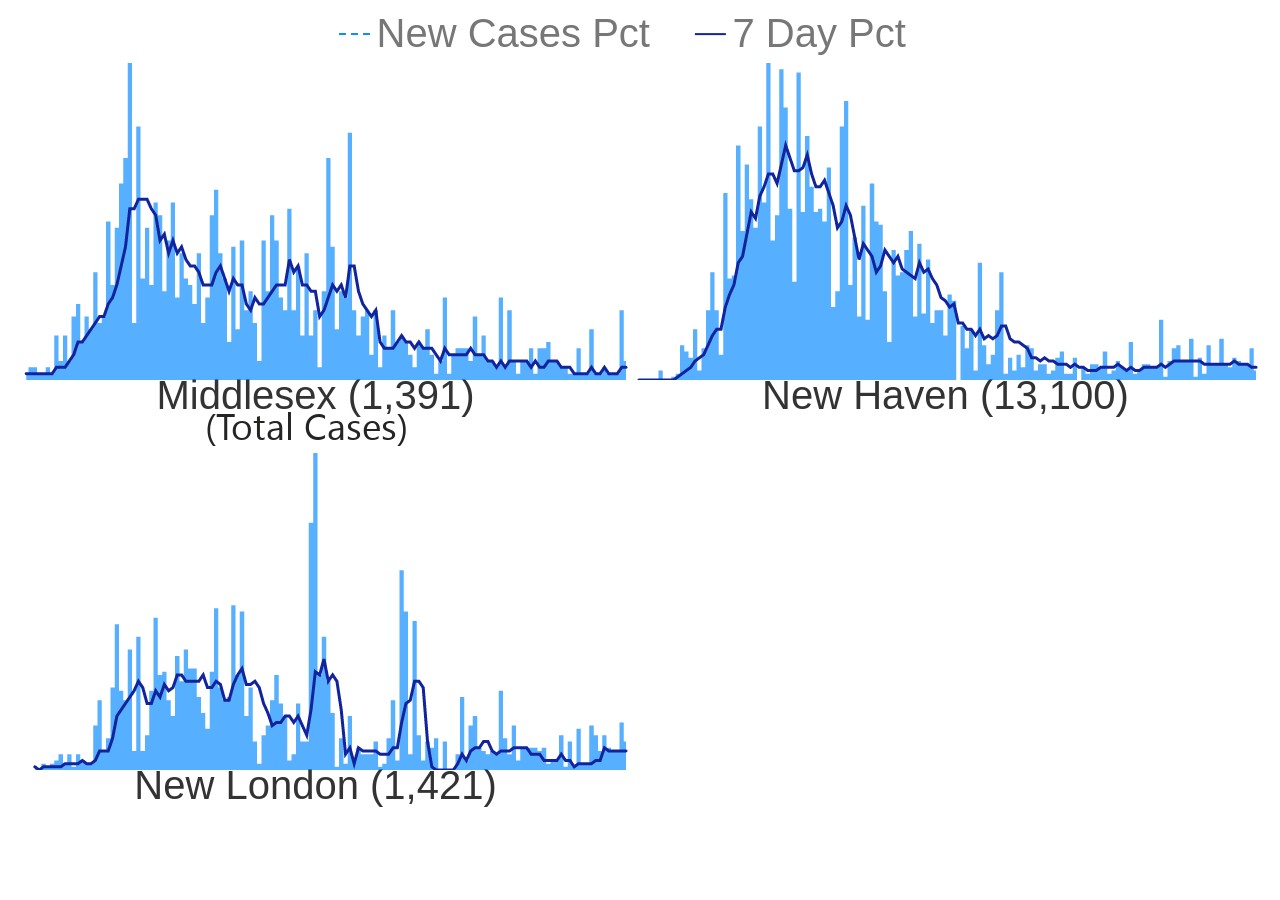 New Cases Pct 7 Day Pct
Middlesex (1,391) New Haven (13,100)
(Total Cases)
New London (1,421)